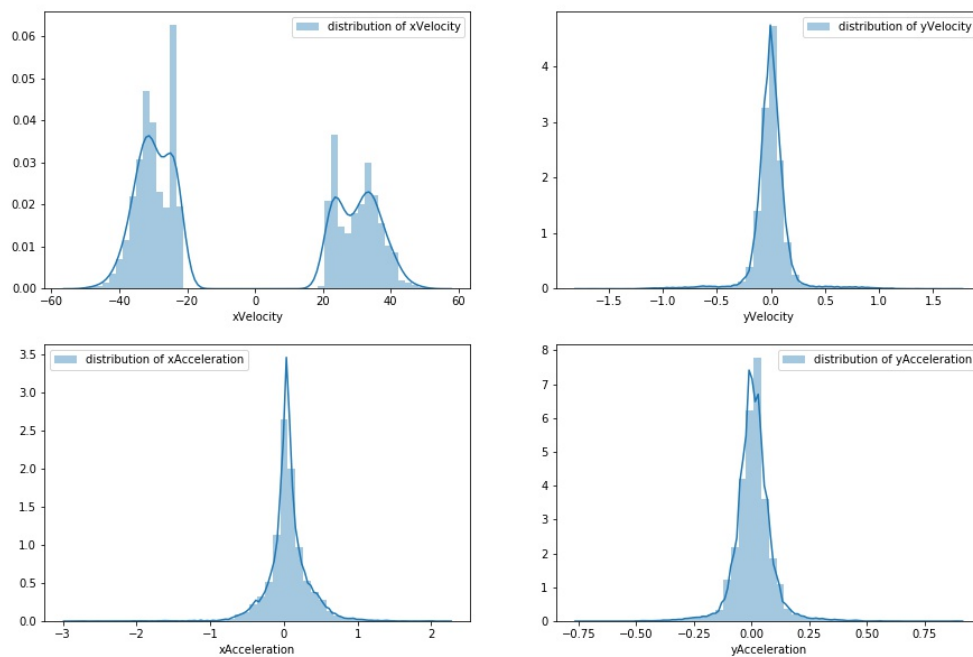 distribution of xVelocity
0.06
0.05
0.04
0.03
0.02
0.01
0.00
−60 −40 −20 0 20 40 60
xVelocity
distribution of yVelocity
4
3
2
1
0
−1.5 −1.0 −0.5 0.0 0.5 1.0 1.5
yVelocity
distribution of xAcceleration
3.5
3.0
2.5
2.0
1.5
1.0
0.5
0.0
−3 −2 −1 0 1 2
xAcceleration
distribution of yAcceleration
8
7
6
5
4
3
2
1
0
−0.75 −0.50 −0.25 0.00 0.25 0.50 0.75
yAcceleration